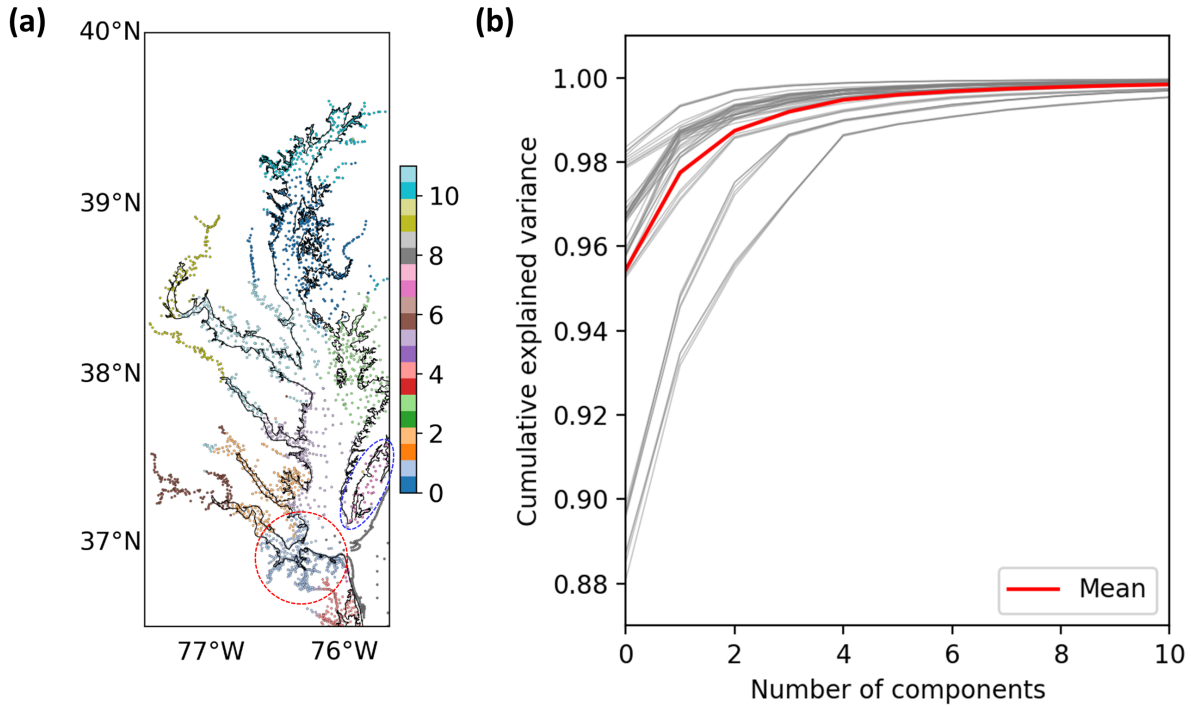 (a)
40°N
39°N
38°N
37°N
77°W
76°W
10
8
6
4
2
0
(b)
Cumulative explained variance
1.00
0.98
0.96
0.94
0.92
0.90
0.88
0
2
4
6
8
10
Number of components
Mean